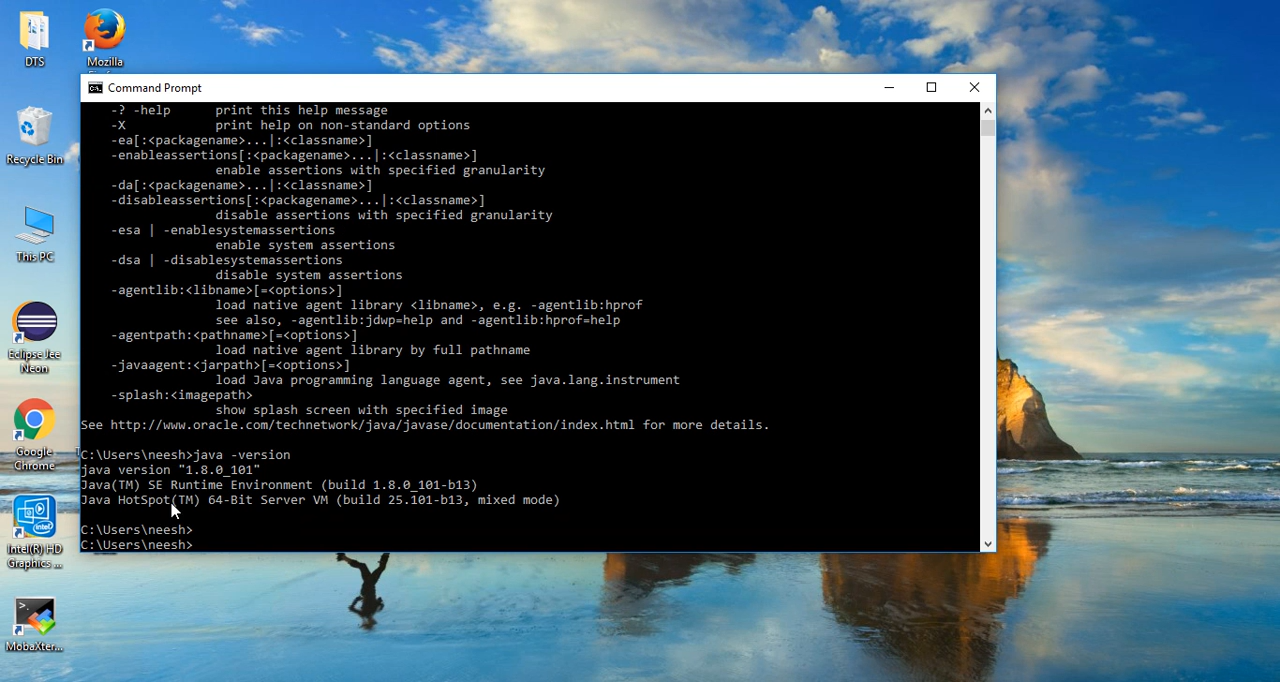 DTS
Mozilla
Recycle Bin
This PC
Eclipse Jee
Neon
Google
Chrome
Intel(R) HD
Graphics ...
MobaXter...
Command Prompt
-? -help      print this help message
-X            print help on non-standard options
-ea[:<packagename>...|:<classname>]
-enableassertions[:<packagename>...|:<classname>]
enable assertions with specified granularity
-da[:<packagename>...|:<classname>]
-disableassertions[:<packagename>...|:<classname>]
disable assertions with specified granularity
-esa | -enablesystemassertions
enable system assertions
-dsa | -disablesystemassertions
disable system assertions
-agentlib:<libname>[=<options>]
load native agent library <libname>, e.g. -agentlib:hprof
see also, -agentlib:jdwp=help and -agentlib:hprof=help
-agentpath:<pathname>[=<options>]
load native agent library by full pathname
-javaagent:<jarpath>[=<options>]
load Java programming language agent, see java.lang.instrument
-splash:<imagepath>
show splash screen with specified image
See http://www.oracle.com/technetwork/java/javase/documentation/index.html for more details.
C:\Users\neesh>java -version
java version "1.8.0_101"
Java(TM) SE Runtime Environment (build 1.8.0_101-b13)
Java HotSpot(TM) 64-Bit Server VM (build 25.101-b13, mixed mode)
C:\Users\neesh>
C:\Users\neesh>